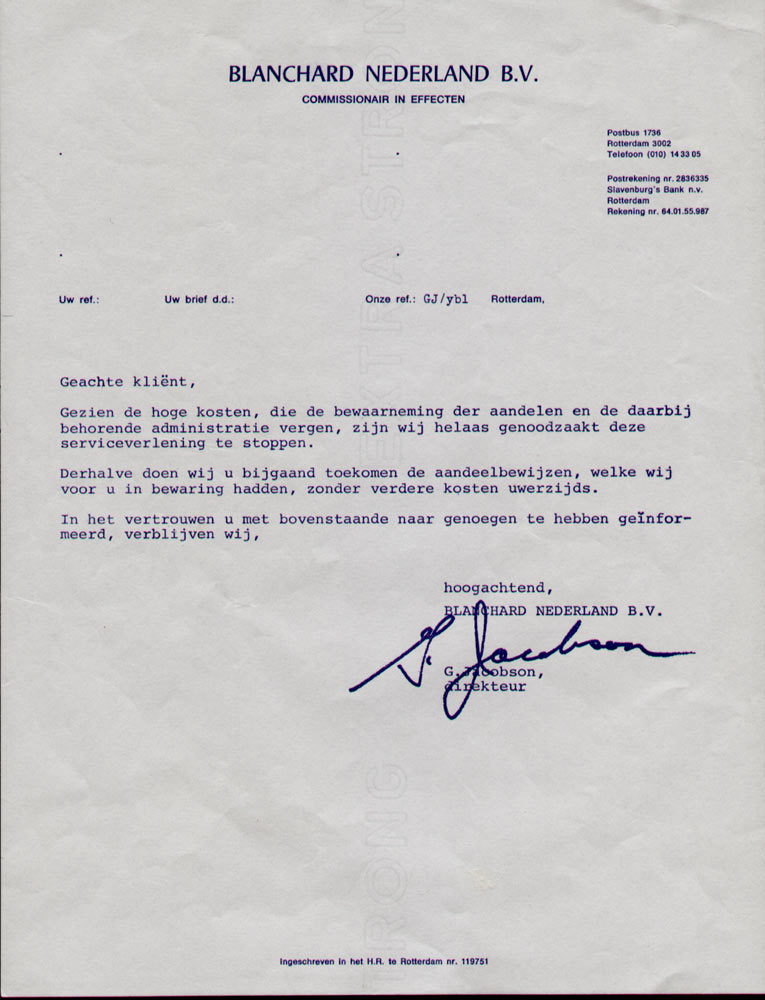 BLANCHARD NEDERLAND B.V.
COMMISSIONAIR IN EFFECTEN
Postbus 1736
Rotterdam 3002
Telefoon (010) 14 33 05
Postrekening nr. 2836335
Slavenburg's Bank n.v.
Rotterdam
Rekening nr. 64.01.55.987
Uw ref.: Uw brief d.d.: Onze ref.: GJ/ybl Rotterdam,
Geachte kliënt,
Gezien de hoge kosten, die de bewaarneming der aandelen en de daarbij
behorende administratie vergen, zijn wij helaas genoodzaakt deze
serviceverlening te stoppen.
Derhalve doen wij u bijgaand toekomen de aandeelbewijzen, welke wij
voor u in bewaring hadden, zonder verdere kosten uwerzijds.
In het vertrouwen u met bovenstaande naar genoegen te hebben geïnfor-
meerd, verblijven wij,
hoogachtend,
BLANCHARD NEDERLAND B.V.
G. Jacobson
G.Jacobson,
direkteur
EXTRA STRONG
Ingeschreven in het H.R. te Rotterdam nr. 119751